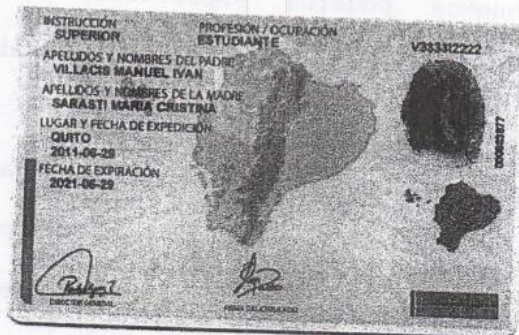 INSTRUCCIÓN
SUPERIOR
PROFESIÓN / OCUPACIÓN
ESTUDIANTE
V333312222
APELLIDOS Y NOMBRES DEL PADRE
VILLACIS MANUEL IVAN
APELLIDOS Y NOMBRES DE LA MADRE
SARASTI MARIA CRISTINA
LUGAR Y FECHA DE EXPEDICIÓN
QUITO
2011-06-29
FECHA DE EXPIRACIÓN
2021-06-29
DIRECTOR GENERAL
FIRMA DEL CEDULADO